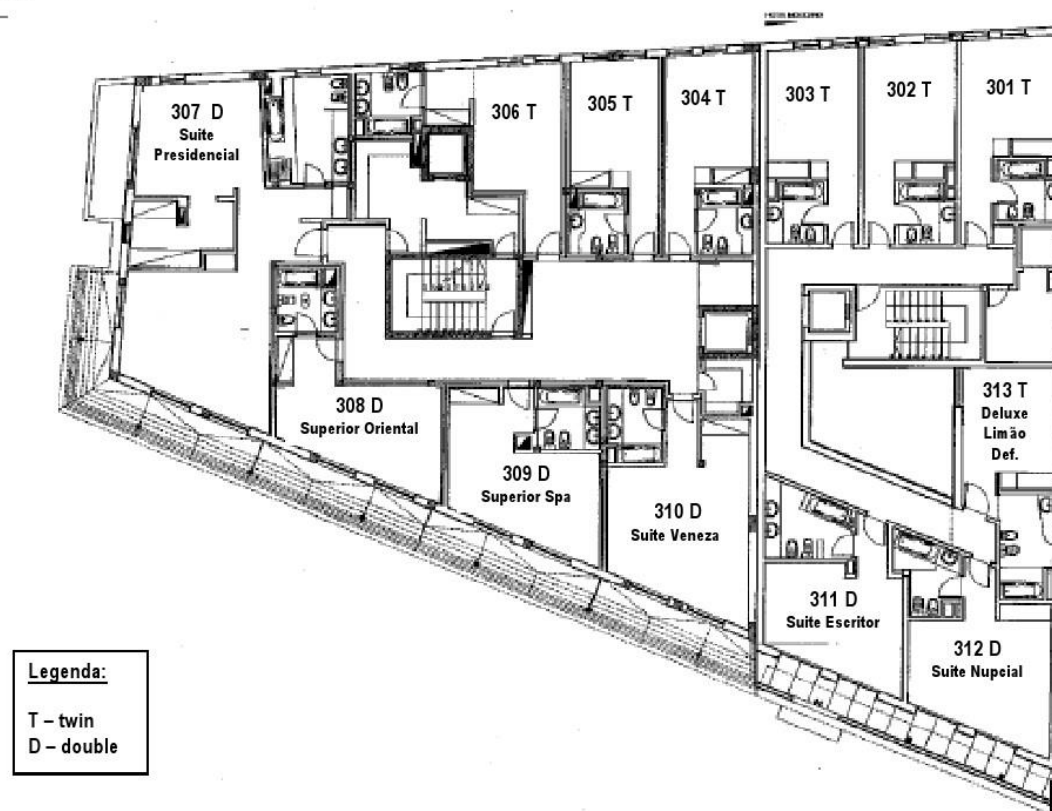 307 D
Suite
Presidencial
306 T
305 T
304 T
303 T
302 T
301 T
308 D
Superior Oriental
309 D
Superior Spa
310 D
Suite Veneza
311 D
Suite Escritor
312 D
Suite Nupcial
313 T
Deluxe
Limão
Def.
Legenda:
T – twin
D – double